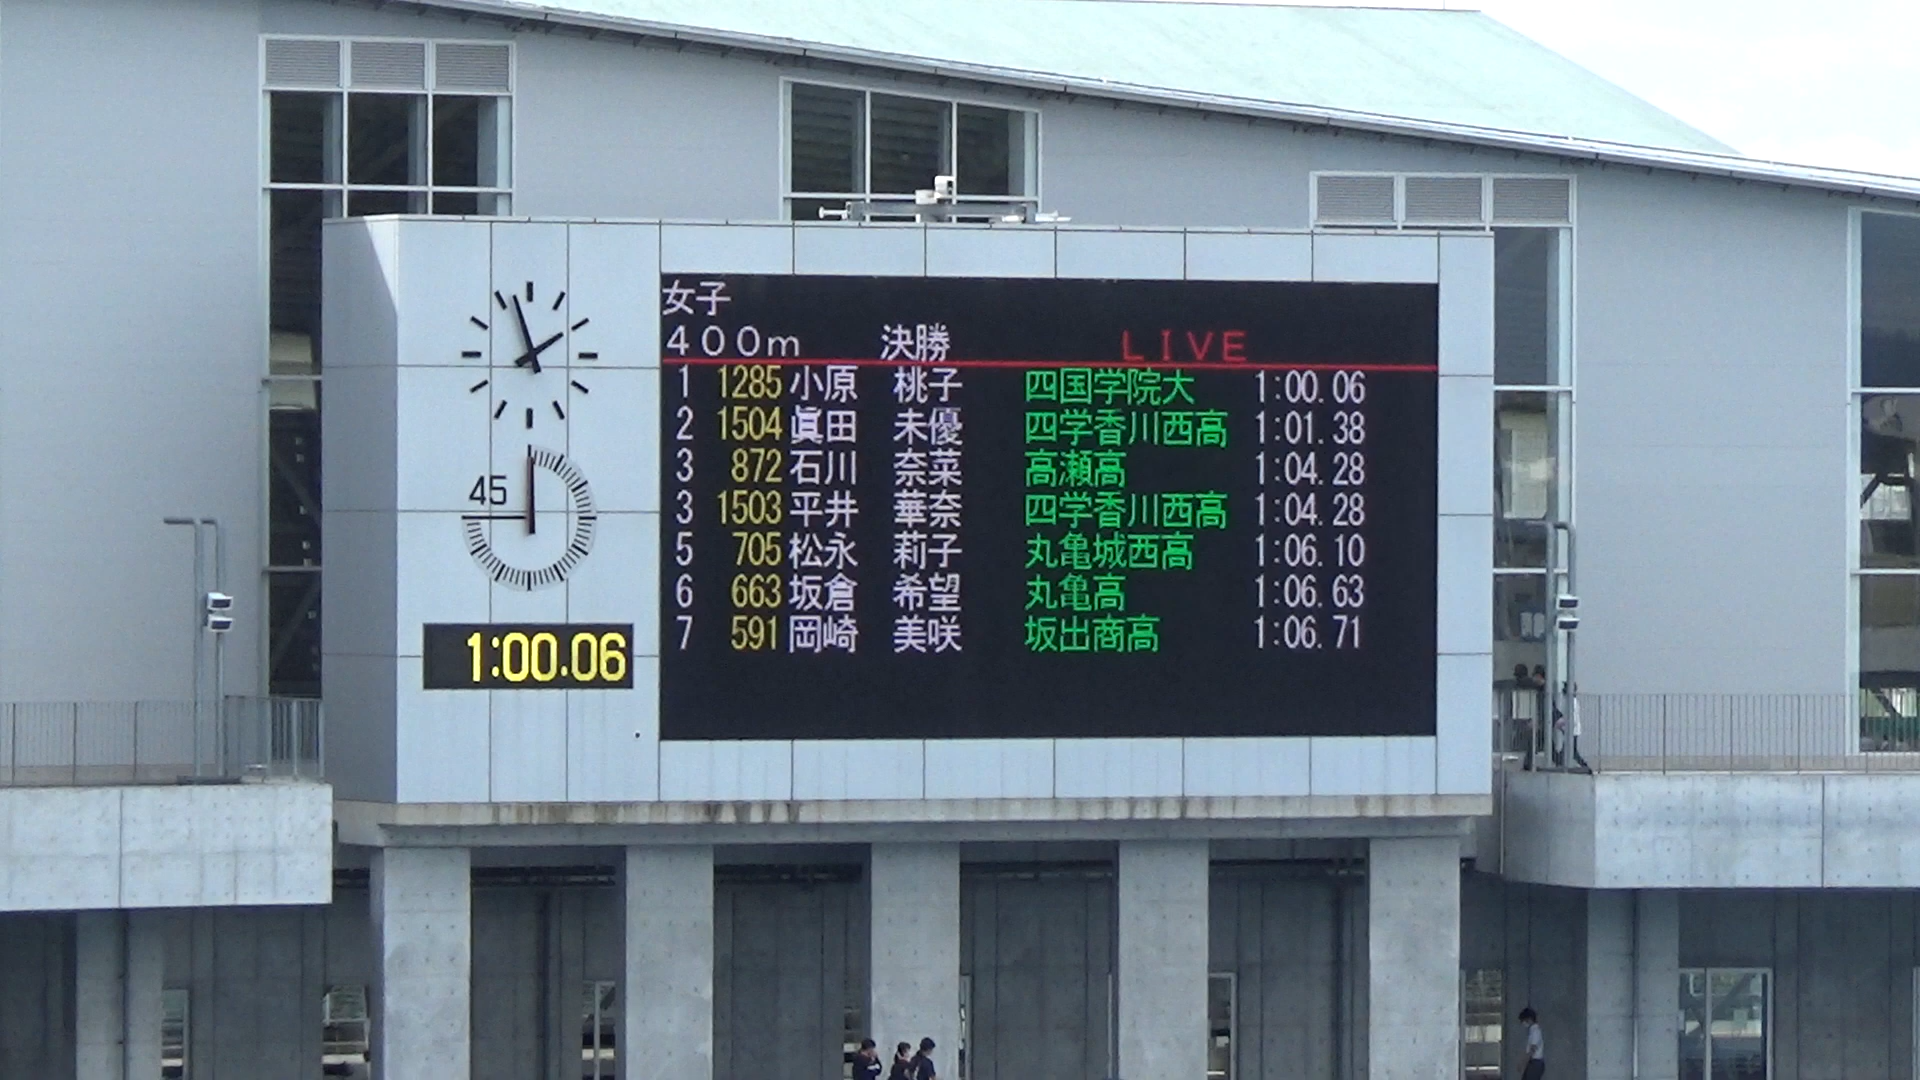 女子
400m 決勝 LIVE
1 1285 小原 桃子 四国学院大 1:00.06
2 1504 眞田 未優 四学香川西高 1:01.38
3 872 石川 奈菜 高瀬高 1:04.28
3 1503 平井 華奈 四学香川西高 1:04.28
5 705 松永 莉子 丸亀城西高 1:06.10
6 663 坂倉 希望 丸亀高 1:06.63
7 591 岡崎 美咲 坂出商高 1:06.71
45
1:00.06